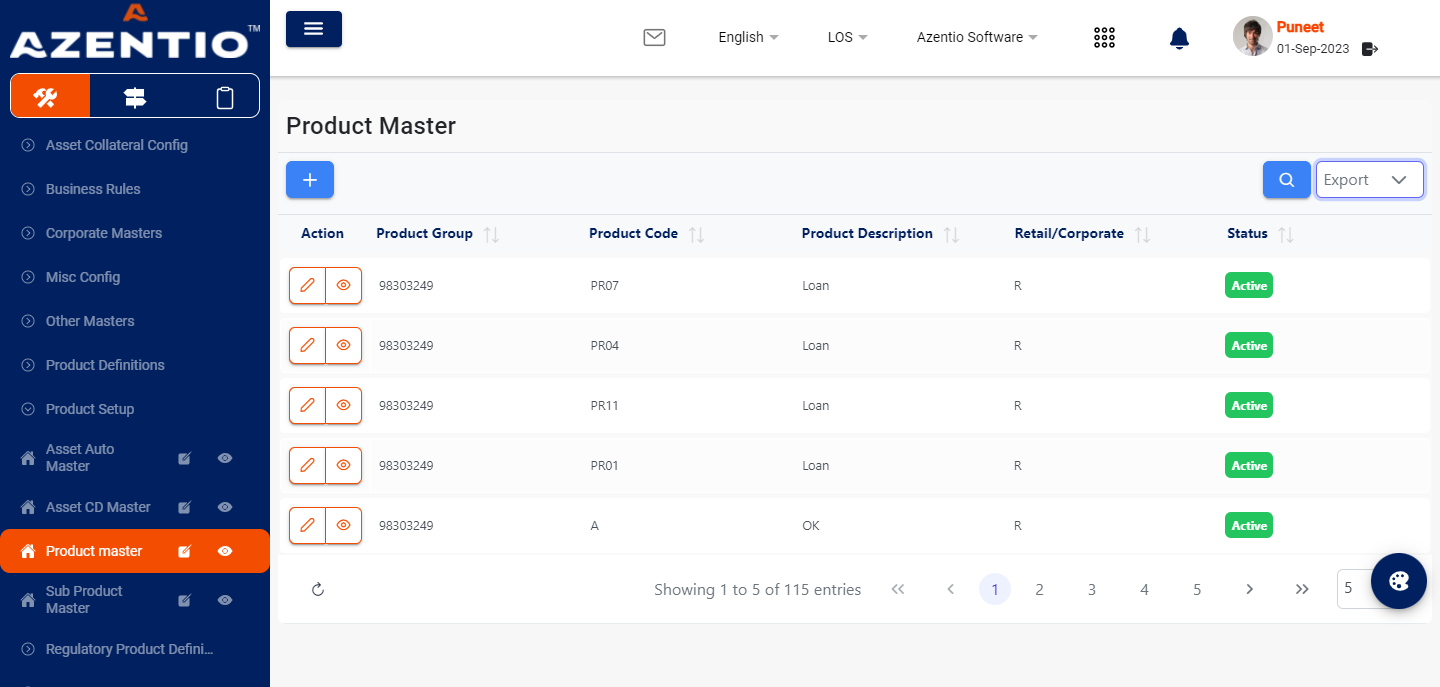 AZENTIO™
English
LOS
Azentio Software
Puneet
01-Sep-2023
Asset Collateral Config
Business Rules
Corporate Masters
Misc Config
Other Masters
Product Definitions
Product Setup
Asset Auto
Master
Asset CD Master
Product master
Sub Product
Master
Regulatory Product Defini...
Product Master
Export
Action Product Group Product Code Product Description Retail/Corporate Status
98303249 PR07 Loan R Active
98303249 PR04 Loan R Active
98303249 PR11 Loan R Active
98303249 PR01 Loan R Active
98303249 A OK R Active
Showing 1 to 5 of 115 entries << < 1 2 3 4 5 > >> 5